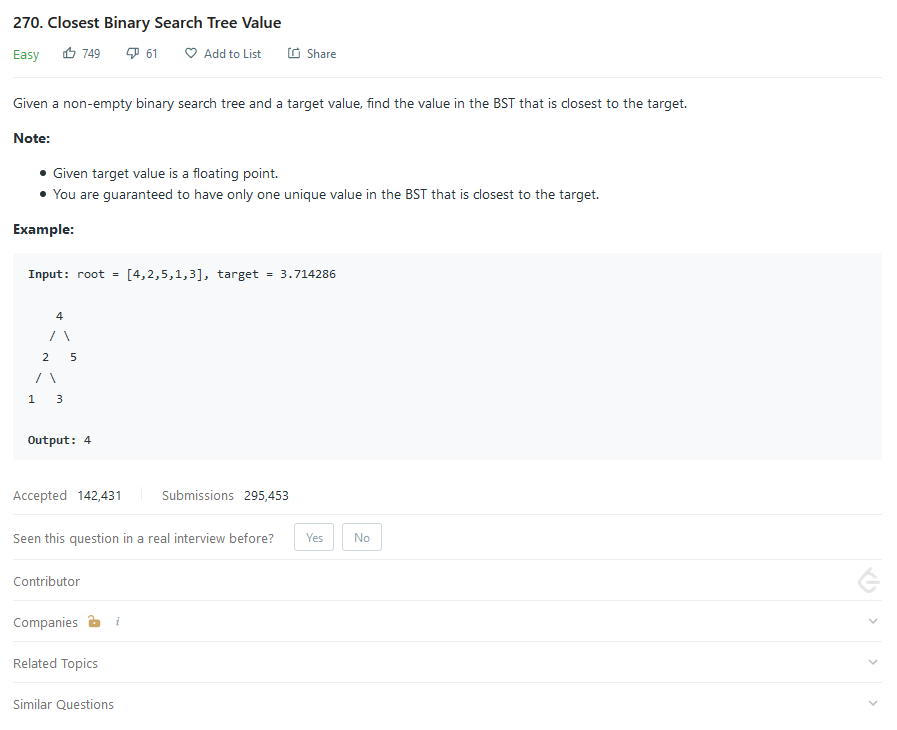 270. Closest Binary Search Tree Value
Easy 749 61 Add to List Share
Given a non-empty binary search tree and a target value, find the value in the BST that is closest to the target.
Note:
• Given target value is a floating point.
• You are guaranteed to have only one unique value in the BST that is closest to the target.
Example:
Input: root = [4,2,5,1,3], target = 3.714286
4
/ \
2 5
/ \
1 3
Output: 4
Accepted 142,431 Submissions 295,453
Seen this question in a real interview before? Yes No
Contributor
Companies i
Related Topics
Similar Questions